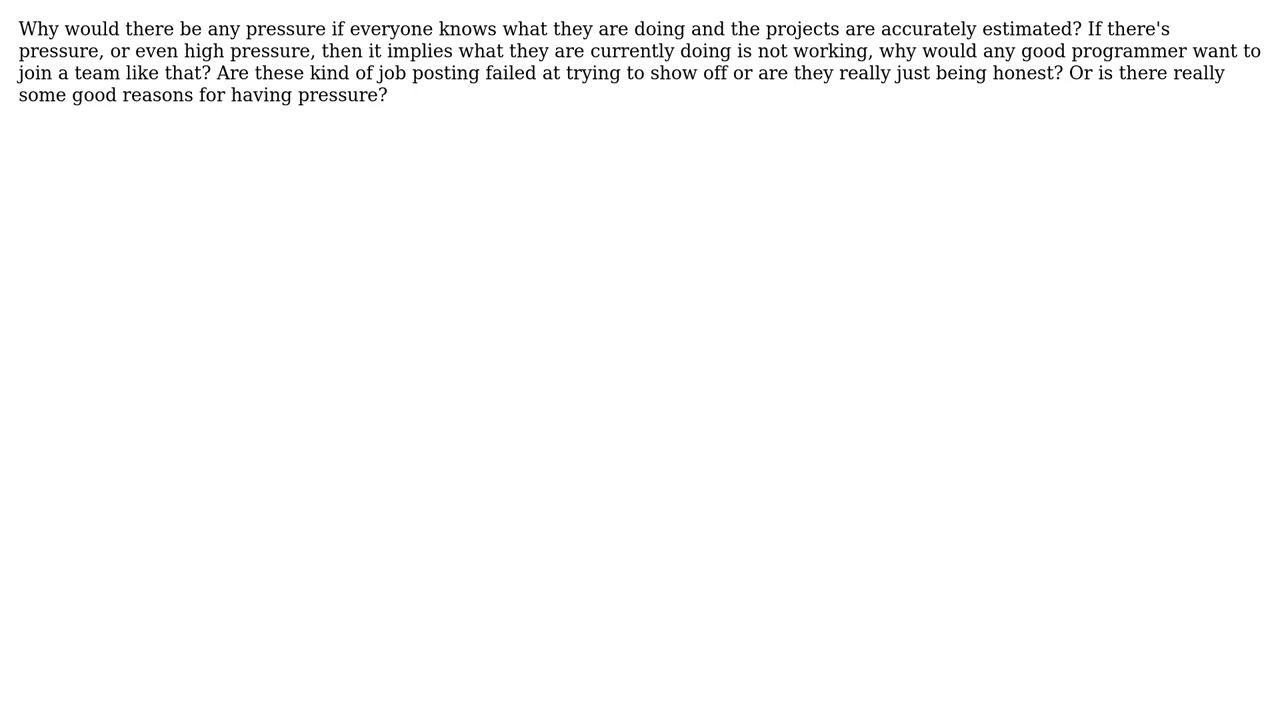 Why would there be any pressure if everyone knows what they are doing and the projects are accurately estimated? If there's
pressure, or even high pressure, then it implies what they are currently doing is not working, why would any good programmer want to
join a team like that? Are these kind of job posting failed at trying to show off or are they really just being honest? Or is there really
some good reasons for having pressure?